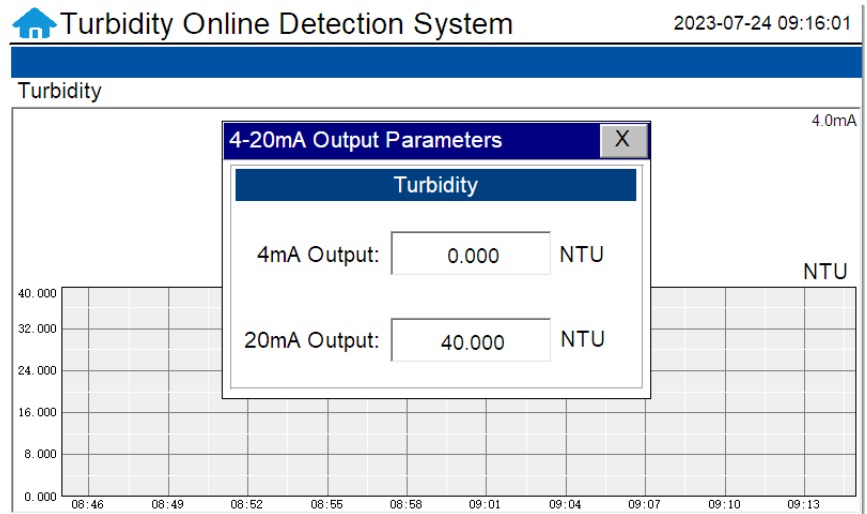 Turbidity Online Detection System 2023-07-24 09:16:01
Turbidity
4.0mA
4-20mA Output Parameters X
Turbidity
4mA Output: 0.000 NTU
NTU
20mA Output: 40.000 NTU
40.000
32.000
24.000
16.000
8.000
0.000
08:46 08:49 08:52 08:55 08:58 09:01 09:04 09:07 09:10 09:13